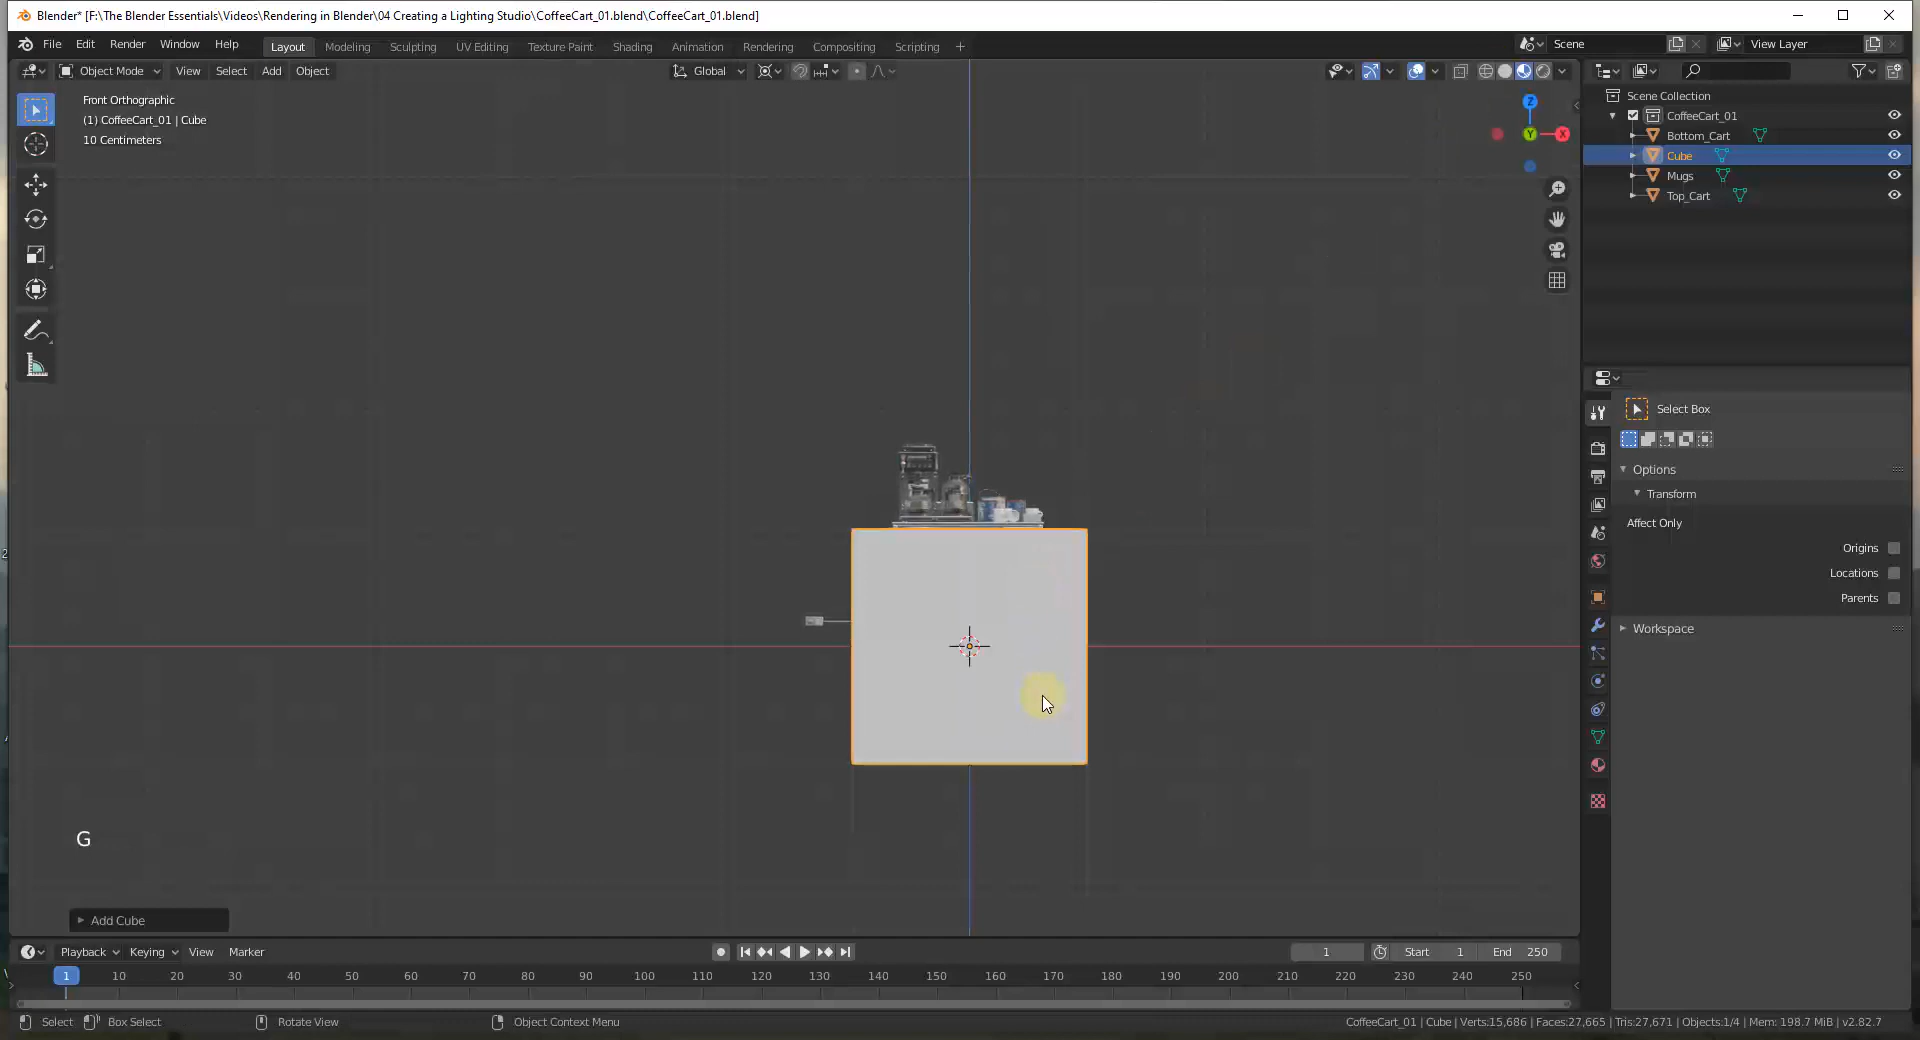 Blender* [F:\The Blender Essentials\Videos\Rendering in Blender\04 Creating a Lighting Studio\CoffeeCart_01.blend\CoffeeCart_01.blend]
File Edit Render Window Help Layout Modeling Sculpting UV Editing Texture Paint Shading Animation Rendering Compositing Scripting + Scene View Layer
Object Mode View Select Add Object Global
Front Orthographic
(1) CoffeeCart_01 | Cube
10 Centimeters
Z
Y
X
Scene Collection
CoffeeCart_01
Bottom_Cart
Cube
Mugs
Top_Cart
Select Box
Options
Transform
Affect Only
Origins
Locations
Parents
Workspace
G
Add Cube
Playback Keying View Marker 1 Start 1 End 250
1 10 20 30 40 50 60 70 80 90 100 110 120 130 140 150 160 170 180 190 200 210 220 230 240 250
Select Box Select Rotate View Object Context Menu CoffeeCart_01 | Cube | Verts:15,686 | Faces:27,665 | Tris:27,671 | Objects:1/4 | Mem: 198.7 MiB | v2.82.7